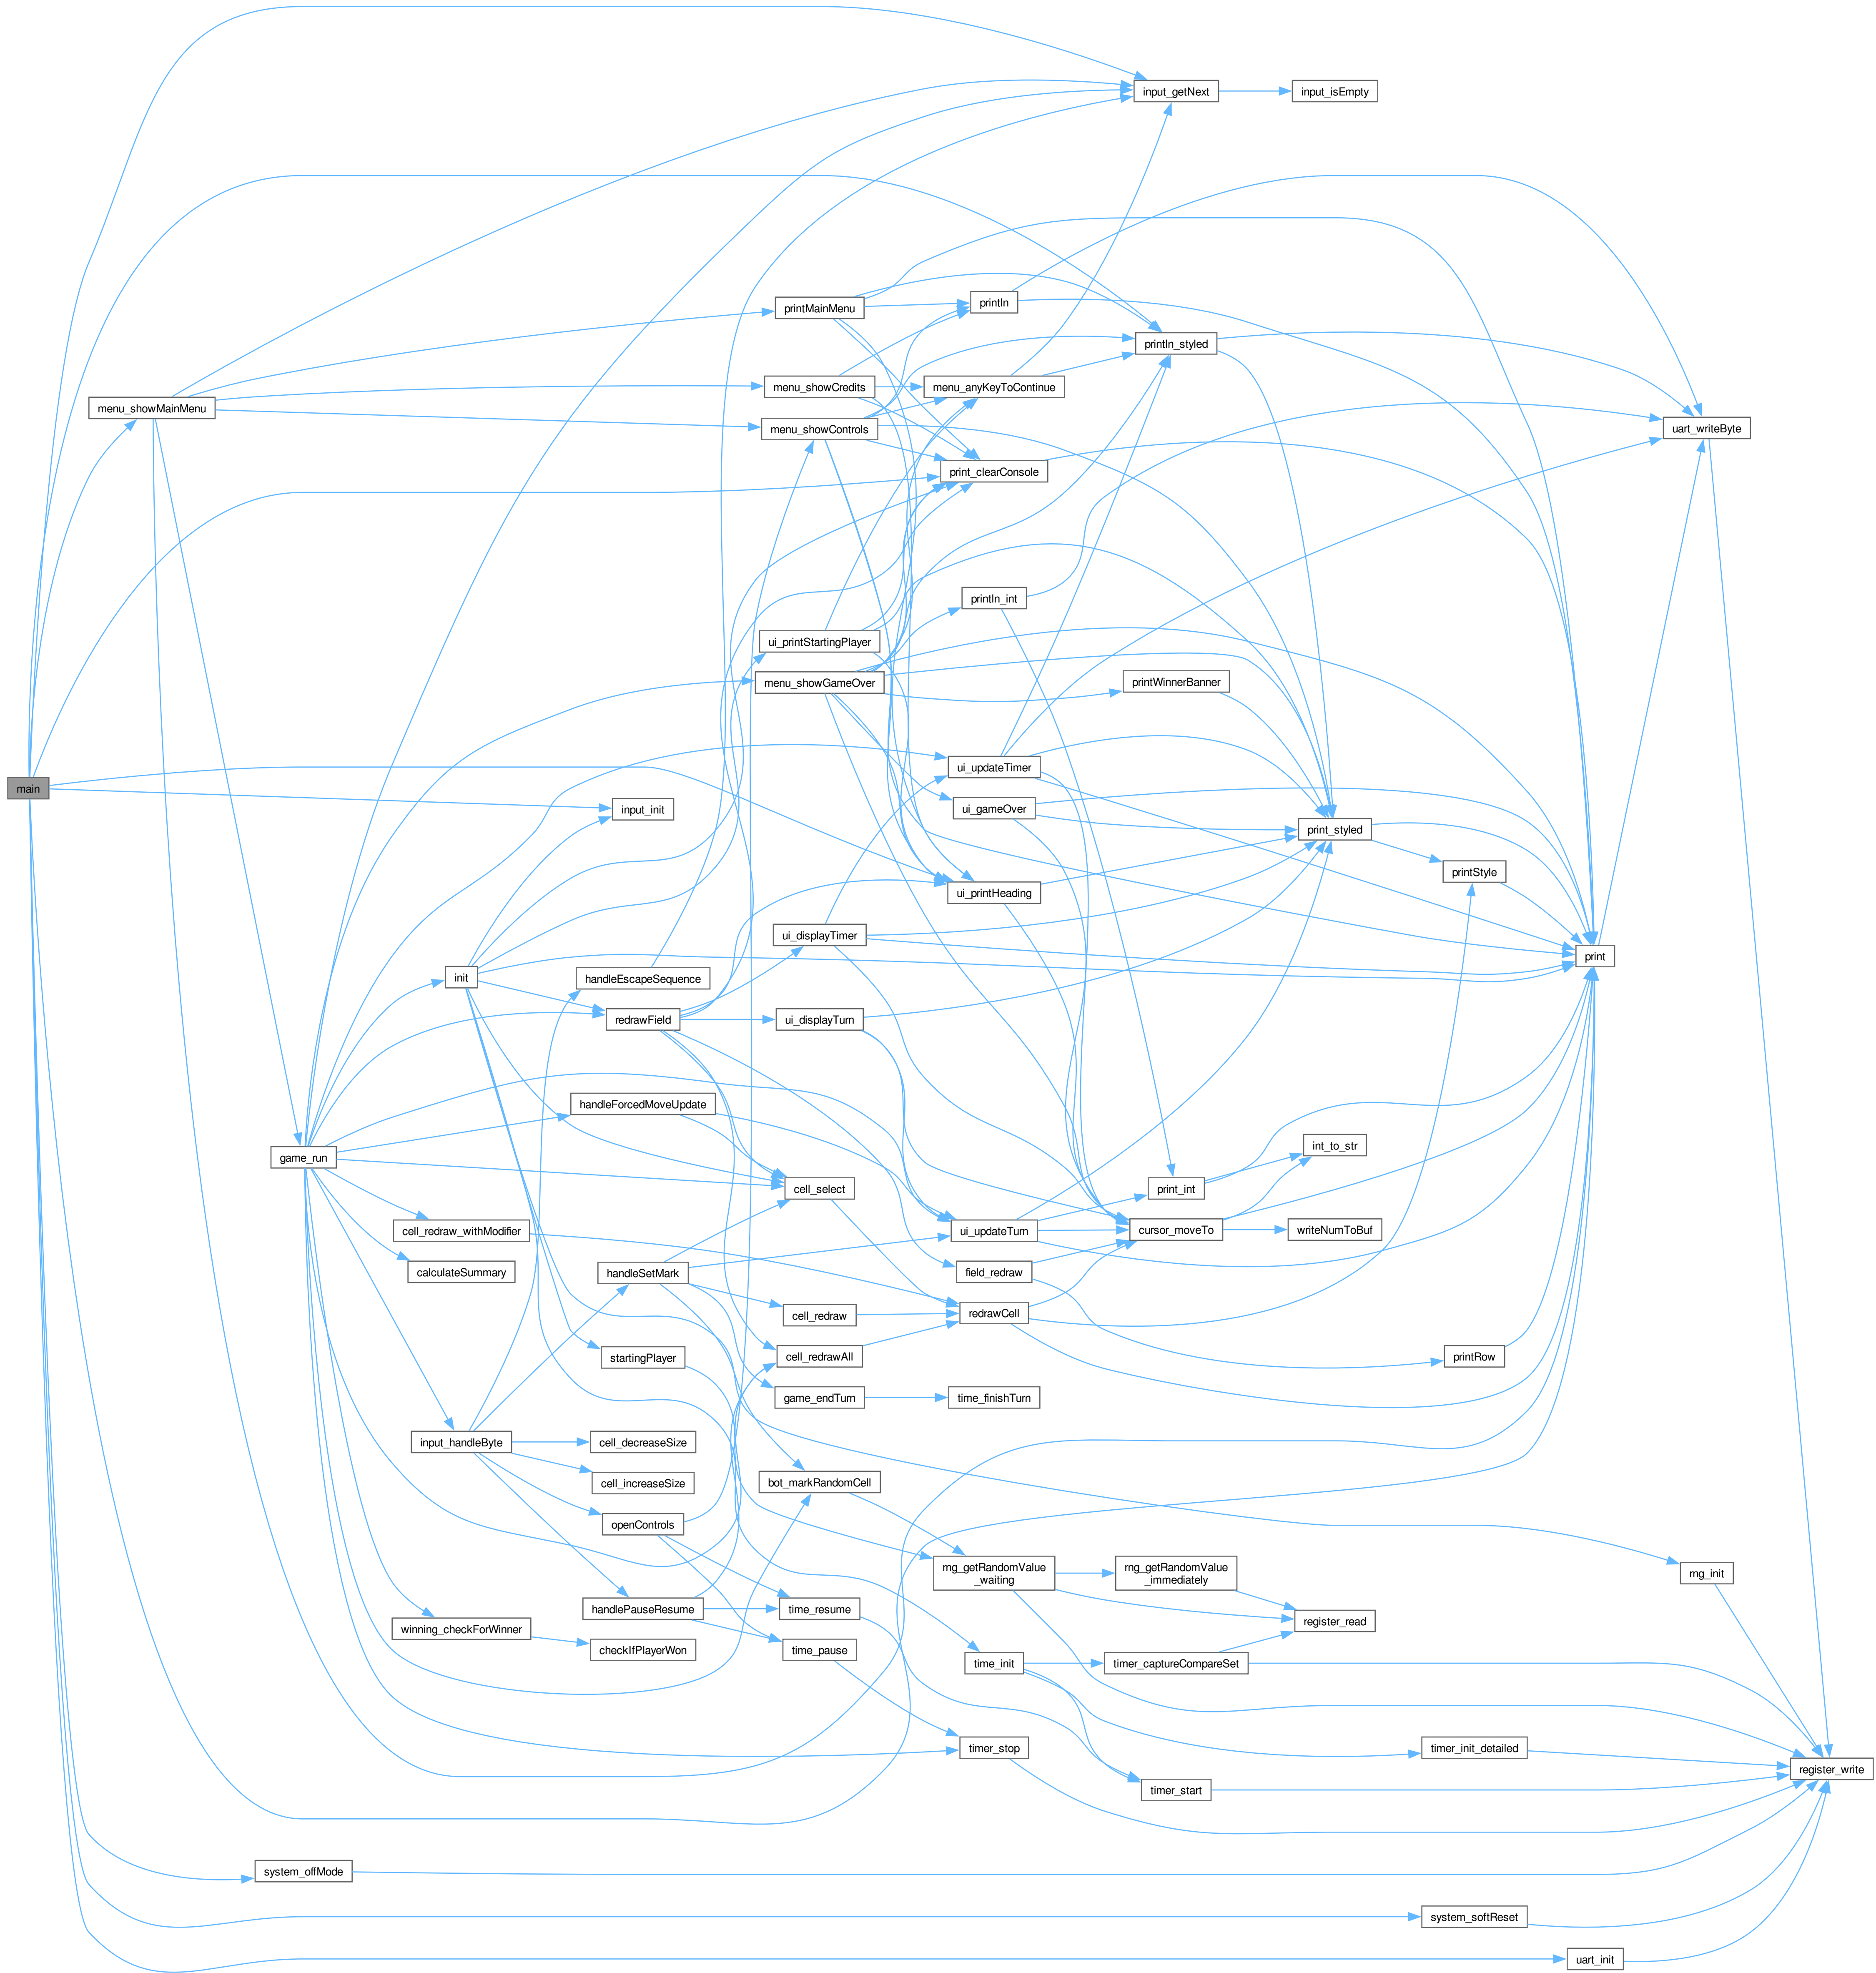 input_getNext
input_isEmpty
printMainMenu
println
println_styled
menu_showCredits
menu_anyKeyToContinue
menu_showMainMenu
menu_showControls
uart_writeByte
print_clearConsole
println_int
ui_printStartingPlayer
menu_showGameOver
printWinnerBanner
ui_updateTimer
main
input_init
ui_gameOver
print_styled
printStyle
ui_printHeading
ui_displayTimer
print
init
handleEscapeSequence
redrawField
ui_displayTurn
handleForcedMoveUpdate
int_to_str
game_run
cell_select
print_int
cell_redraw_withModifier
ui_updateTurn
cursor_moveTo
writeNumToBuf
calculateSummary
handleSetMark
field_redraw
cell_redraw
redrawCell
startingPlayer
cell_redrawAll
printRow
game_endTurn
time_finishTurn
input_handleByte
cell_decreaseSize
cell_increaseSize
bot_markRandomCell
openControls
rng_getRandomValue
_waiting
rng_getRandomValue
_immediately
rng_init
handlePauseResume
time_resume
register_read
winning_checkForWinner
checkIfPlayerWon
time_pause
time_init
timer_captureCompareSet
timer_stop
timer_init_detailed
register_write
timer_start
system_offMode
system_softReset
uart_init